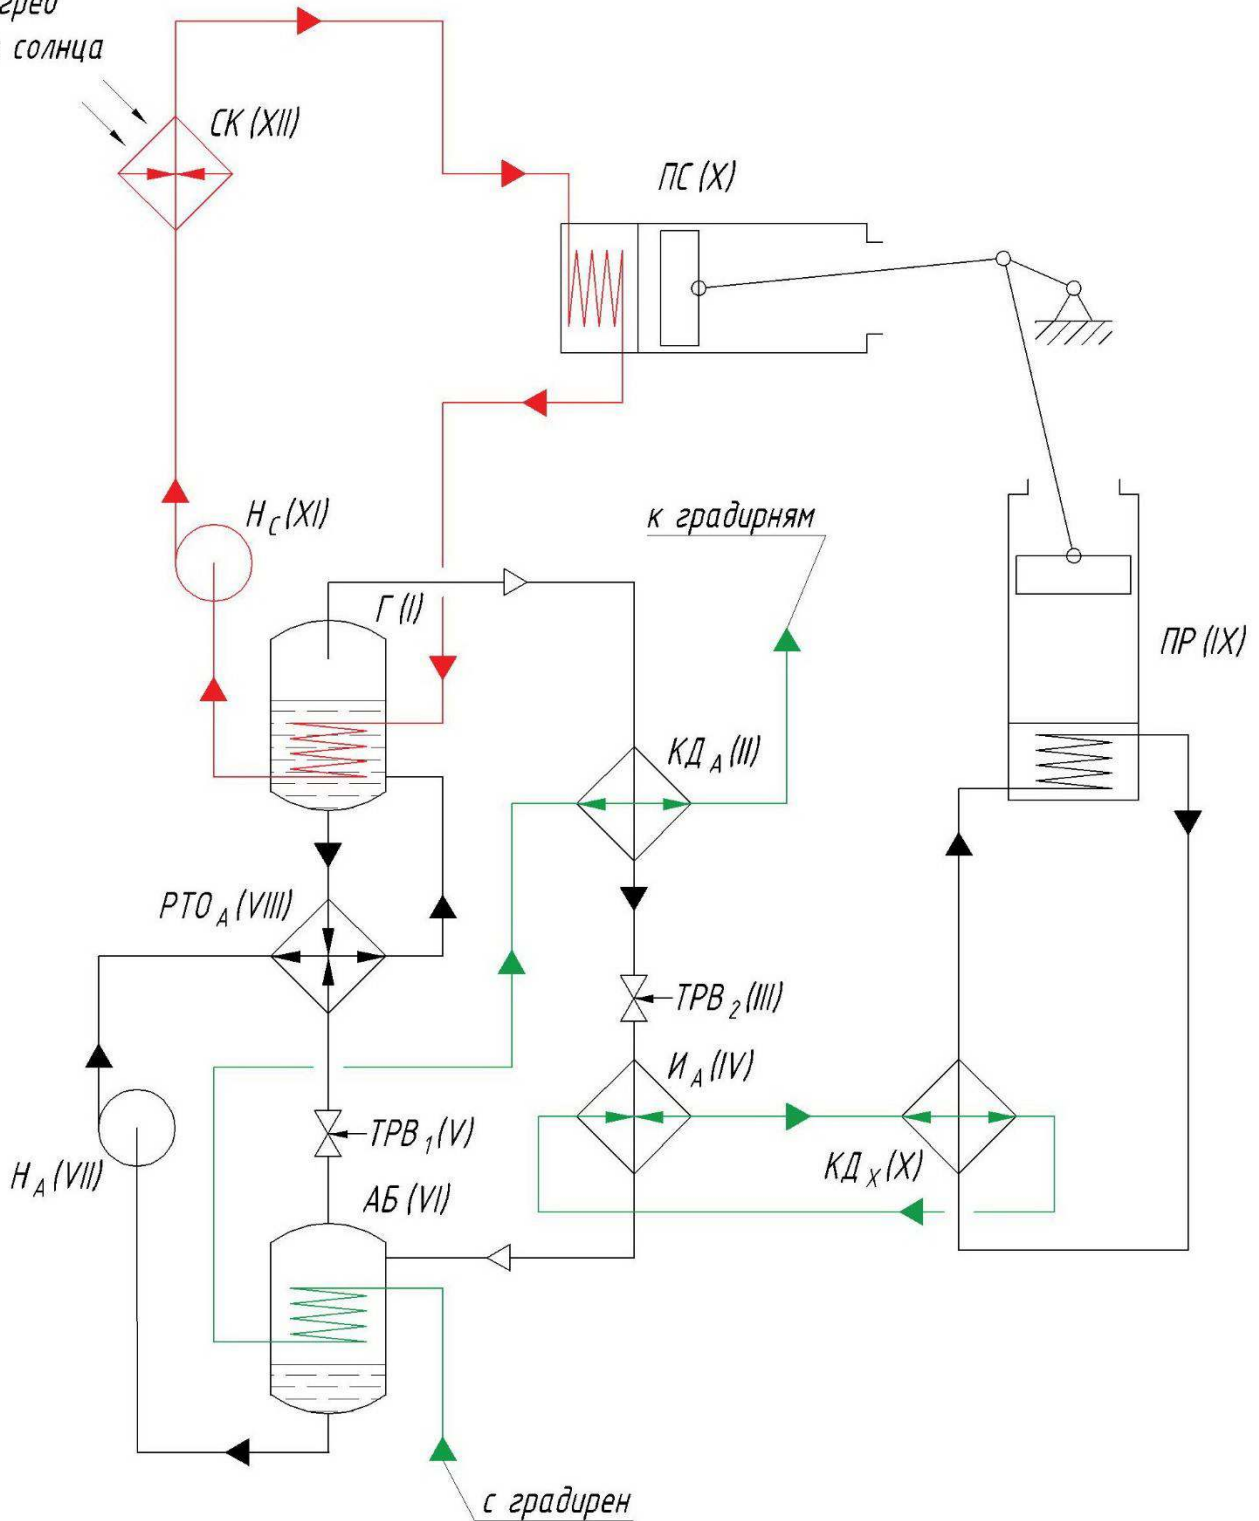 солнца
СК (XII)
ПС (X)
Н С (XI)
к градирням
Г (I)
ПР (IX)
КД А (II)
РТО А (VIII)
ТРВ 2 (III)
И А (IV)
ТРВ 1 (V)
Н А (VII)
КД Х (X)
АБ (VI)
с градирен